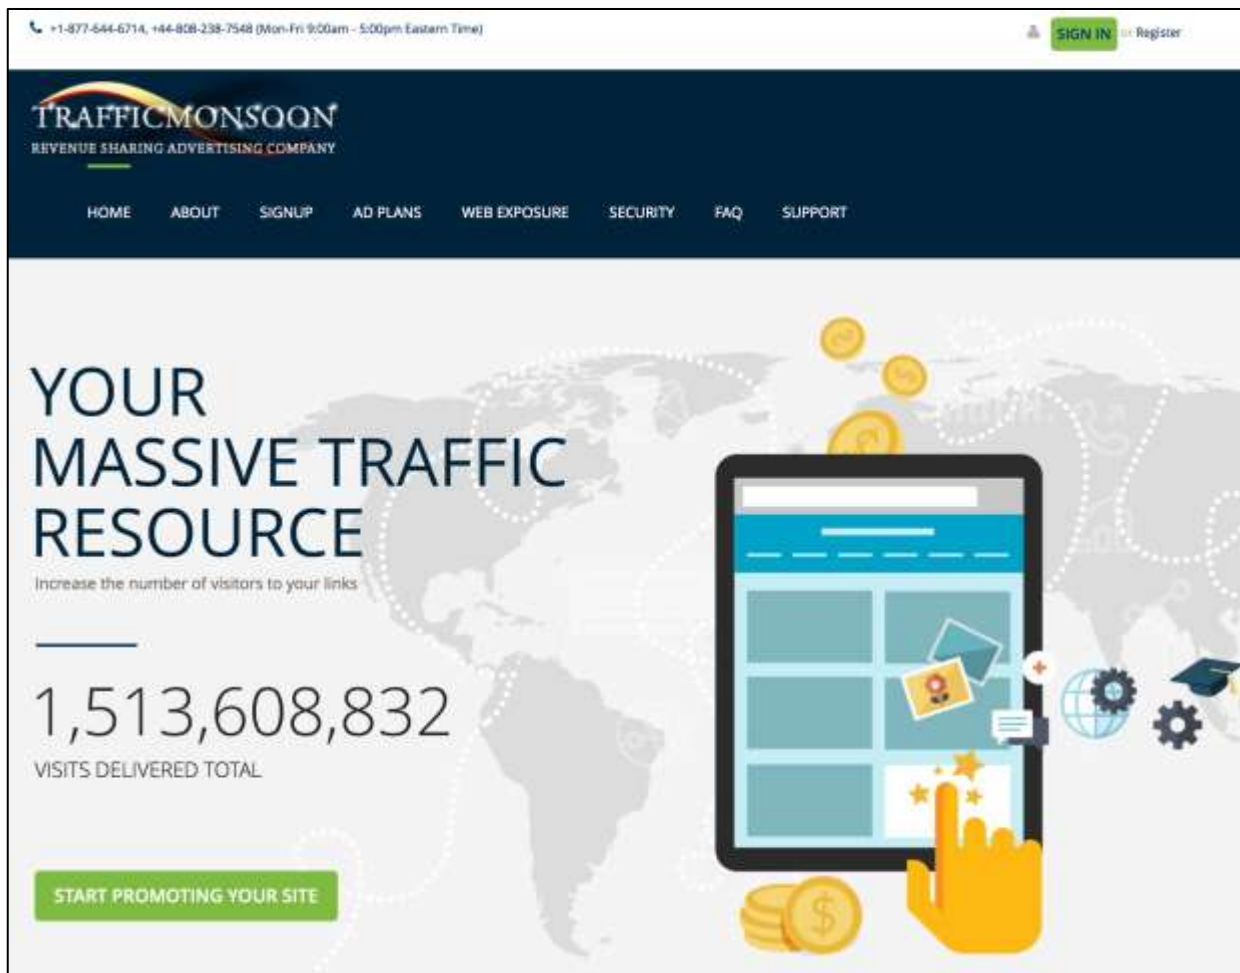 +1-877-644-6714, +44-808-238-7548 (Mon-Fri 9:00am - 5:00pm Eastern Time)
SIGN IN or Register
TRAFFICMONSOON
REVENUE SHARING ADVERTISING COMPANY
HOME ABOUT SIGNUP AD PLANS WEB EXPOSURE SECURITY FAQ SUPPORT
YOUR
MASSIVE TRAFFIC
RESOURCE
Increase the number of visitors to your links
1,513,608,832
VISITS DELIVERED TOTAL
START PROMOTING YOUR SITE